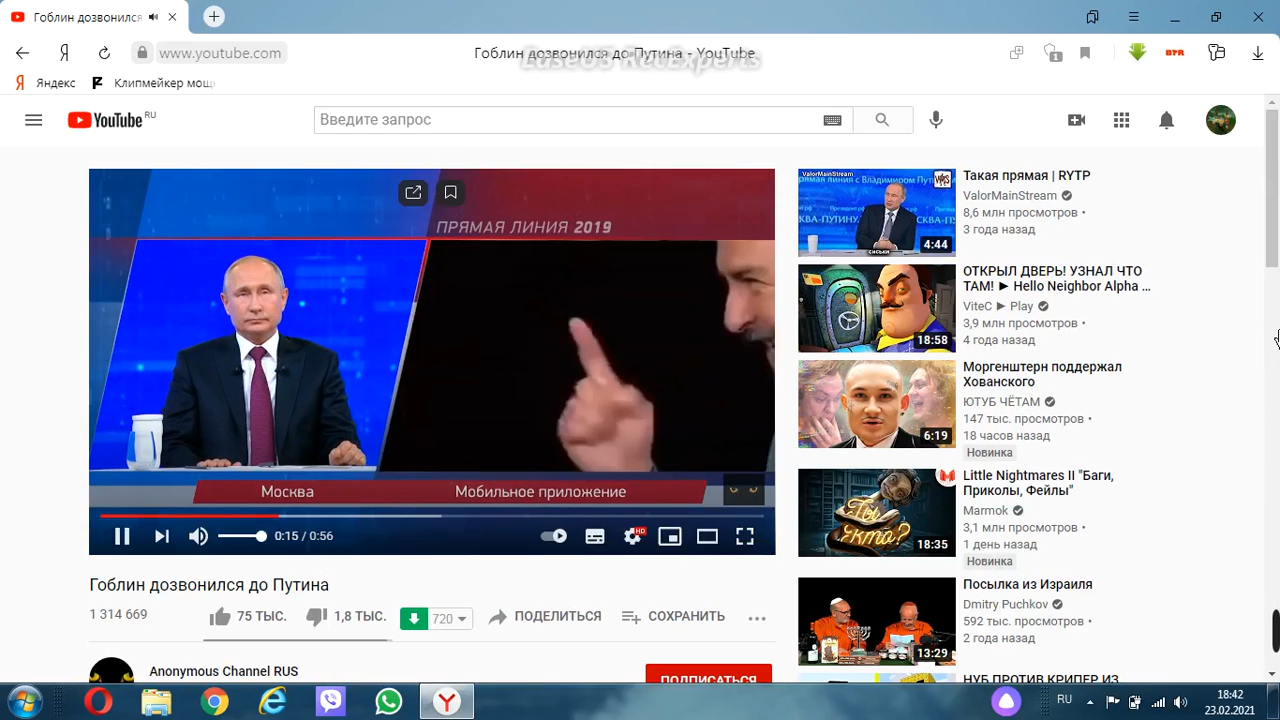 Гоблин дозвонился
www.youtube.com
Гоблин дозвонился до Путина - YouTube
1
BTR
Яндекс
Клипмейкер мощ
YouTube RU
Введите запрос
ПРЯМАЯ ЛИНИЯ 2019
Москва
Мобильное приложение
0:15 / 0:56
HD
Гоблин дозвонился до Путина
1 314 669
75 ТЫС.
1,8 ТЫС.
720
ПОДЕЛИТЬСЯ
СОХРАНИТЬ
Anonymous Channel RUS
ПОДПИСАТЬСЯ
ValorMainStream
4:44
Такая прямая | RYTP
ValorMainStream
8,6 млн просмотров •
3 года назад
18:58
ОТКРЫЛ ДВЕРЬ! УЗНАЛ ЧТО
ТАМ! ► Hello Neighbor Alpha ...
ViteC ► Play
3,9 млн просмотров •
4 года назад
6:19
Моргенштерн поддержал
Хованского
ЮТУБ ЧЁТАМ
147 тыс. просмотров •
18 часов назад
Новинка
Ты кто?
18:35
Little Nightmares II "Баги,
Приколы, Фейлы"
Marmok
3,1 млн просмотров •
1 день назад
Новинка
13:29
Посылка из Израиля
Dmitry Puchkov
592 тыс. просмотров •
2 года назад
НУБ ПРОТИВ КРИПЕР ИЗ
RU
18:42
23.02.2021